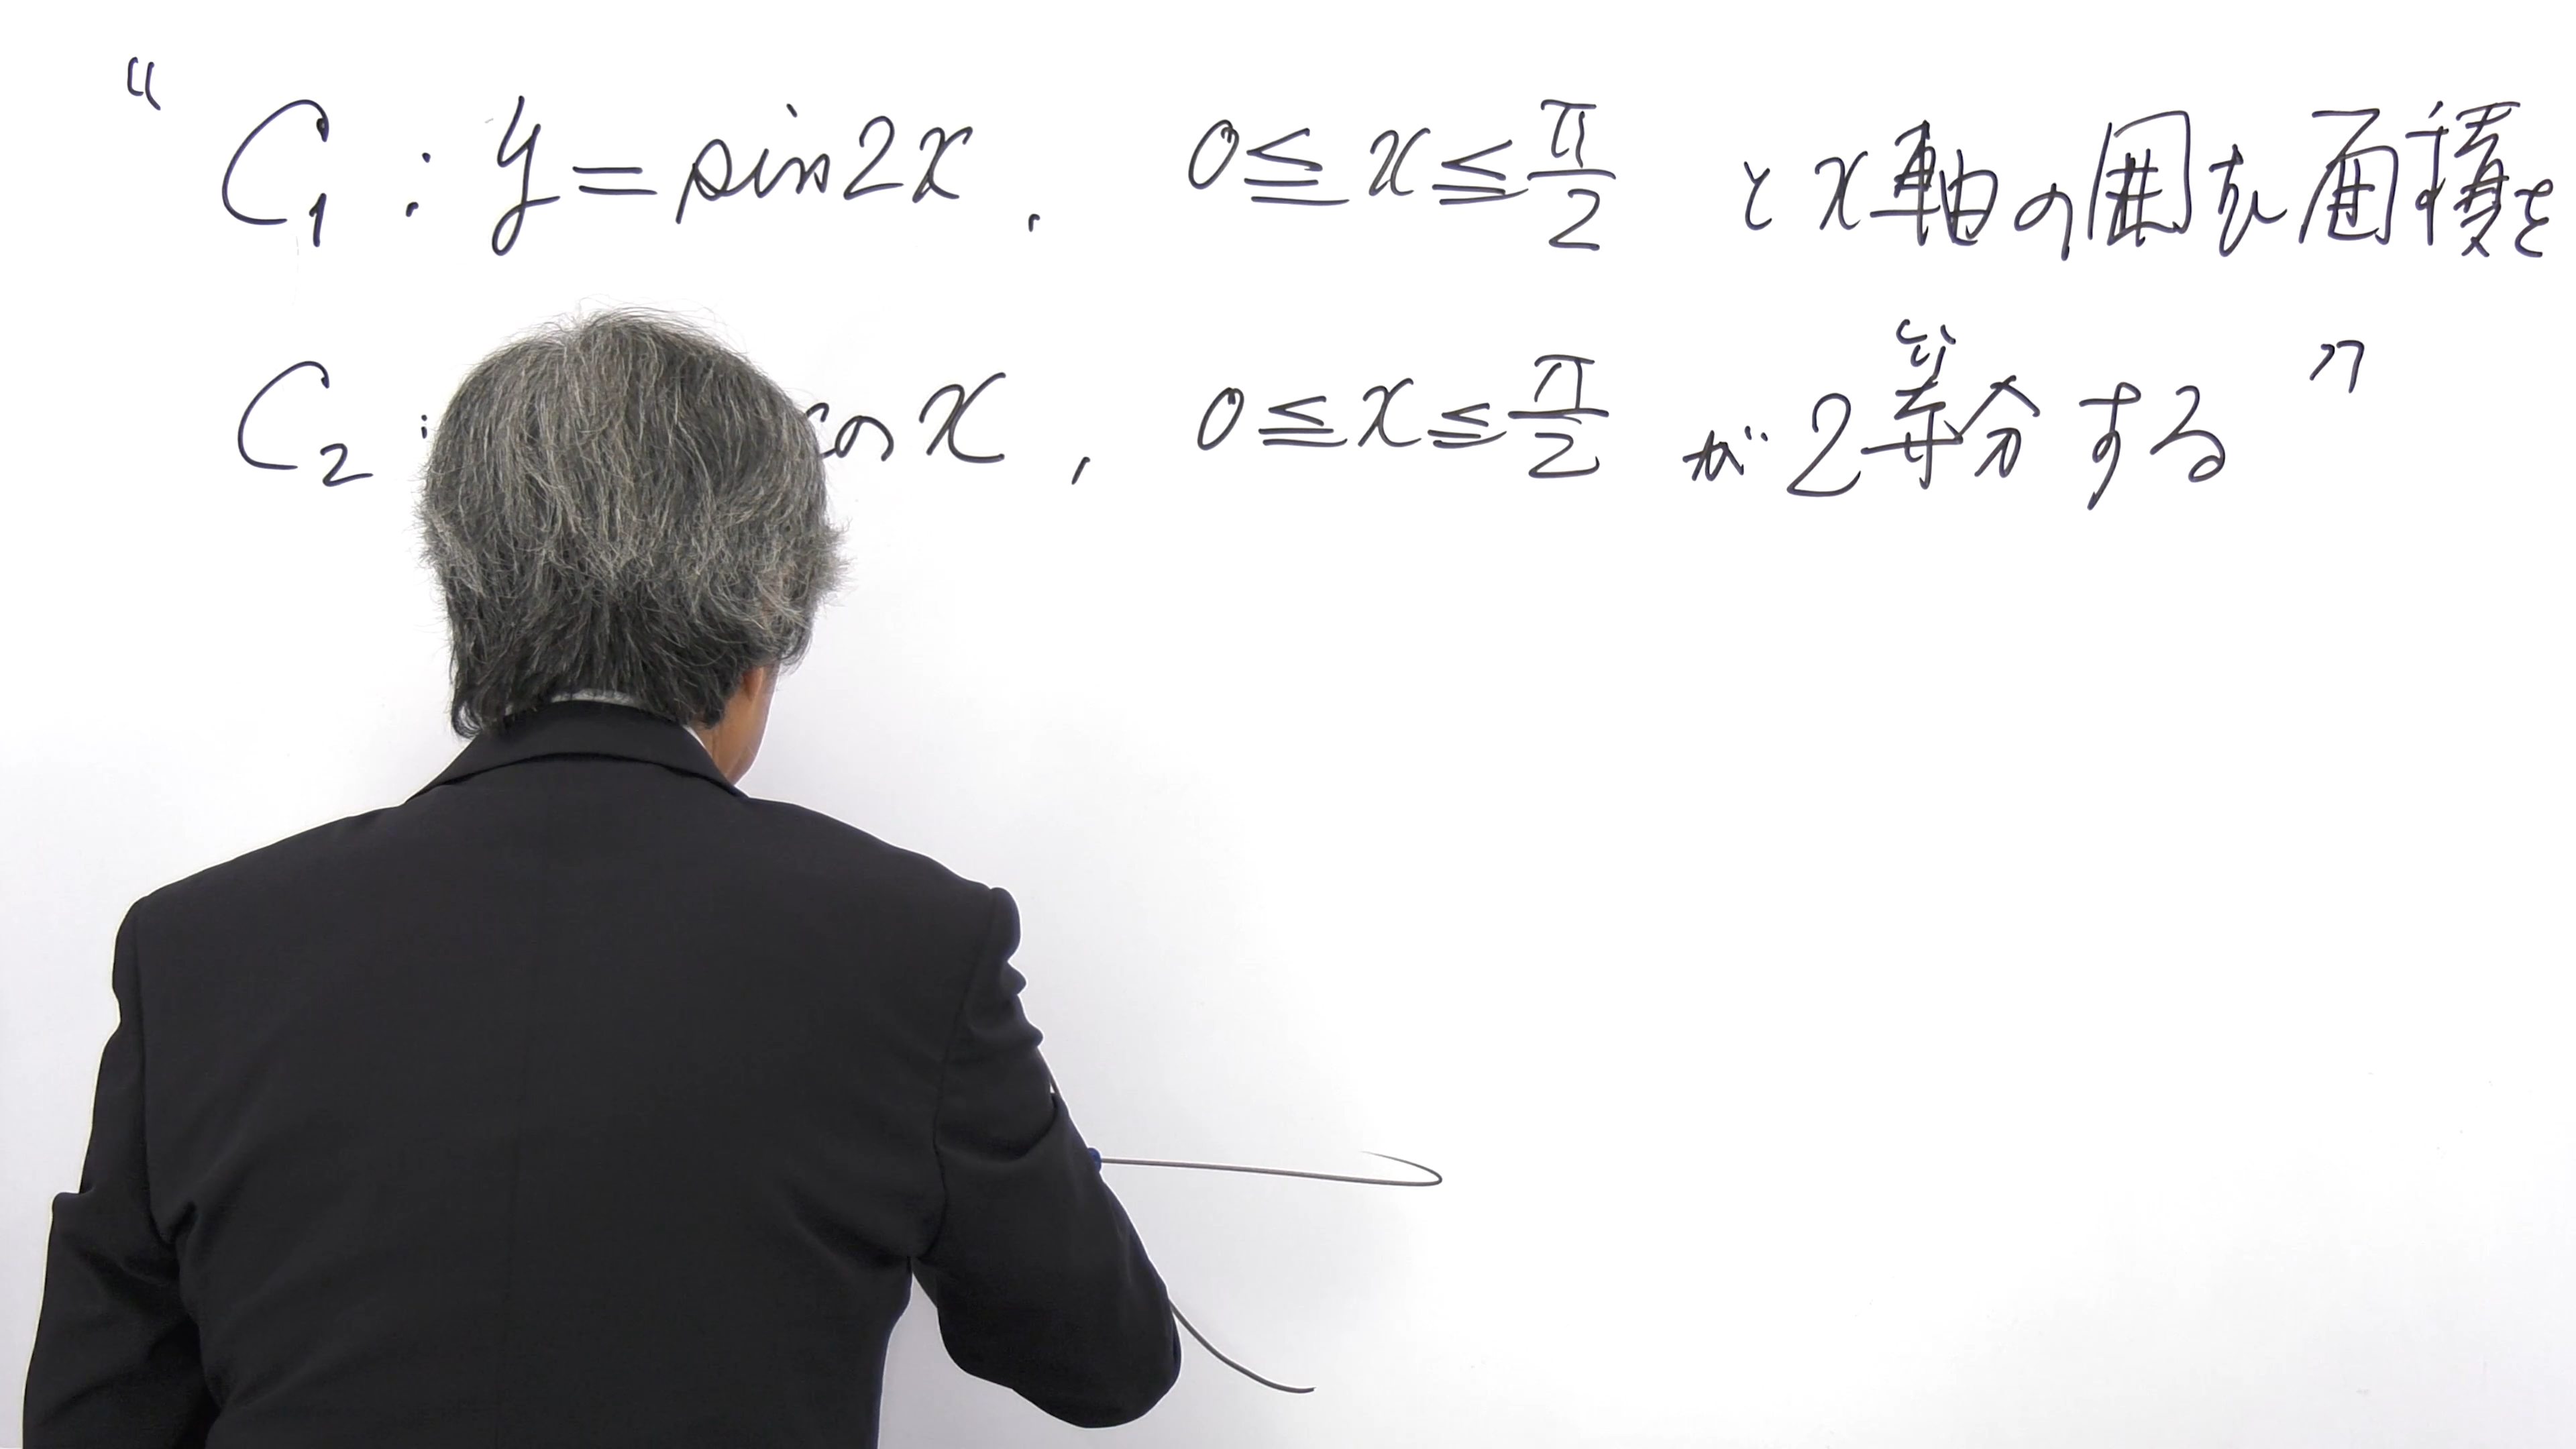 “ C₁ : y = sin2x , 0 ≦ x ≦ π/2 と x軸の囲む面積を
C₂ : cos x , 0 ≦ x ≦ π/2 が2等分する ”